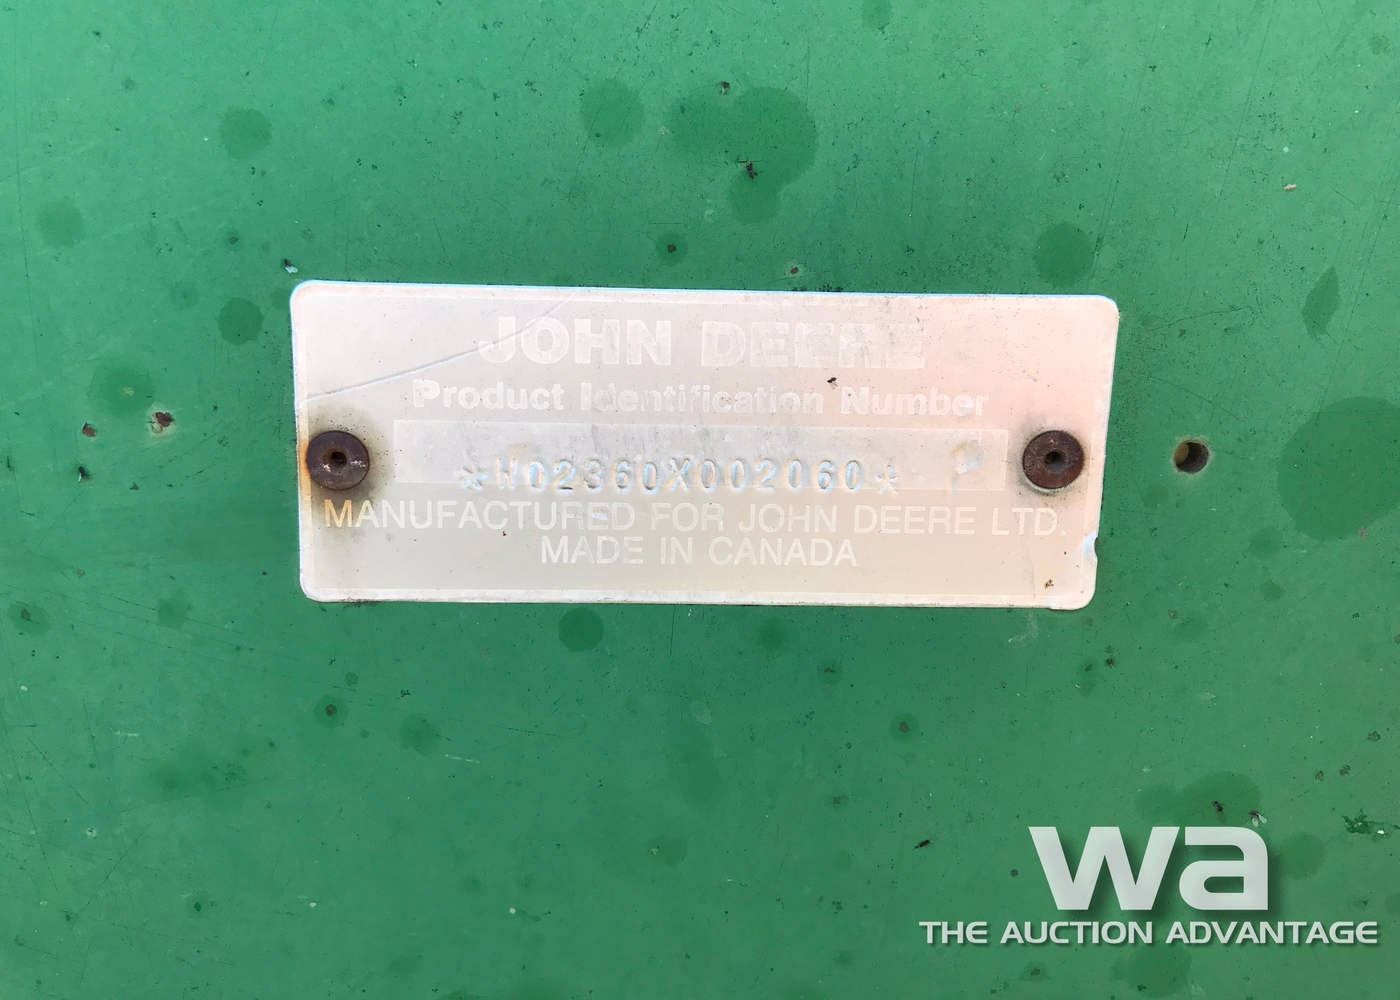 JOHN DEERE
Product Identification Number
*W02360X002060*
MANUFACTURED FOR JOHN DEERE LTD.
MADE IN CANADA
wa
THE AUCTION ADVANTAGE